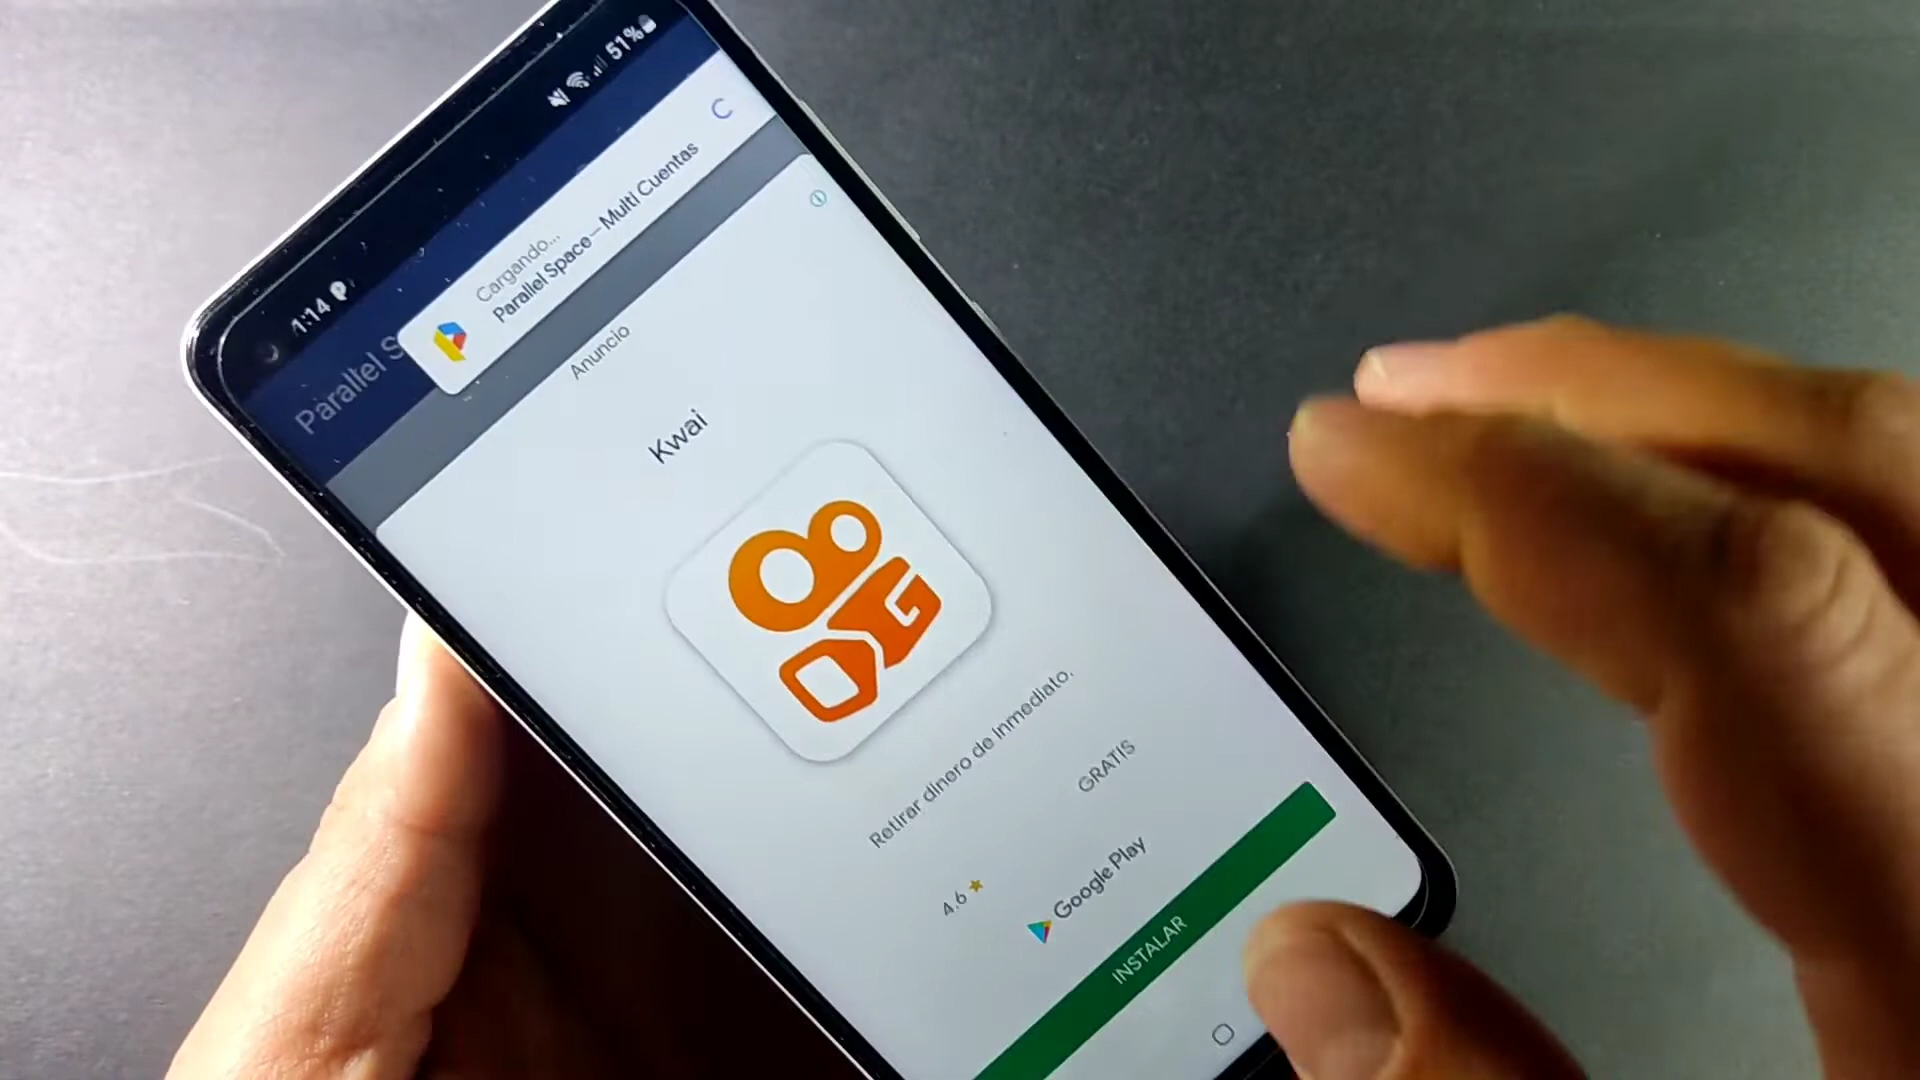 1:14
51%
Parallel S
Cargando...
Parallel Space – Multi Cuentas
Anuncio
Kwai
Retirar dinero de inmediato.
4.6 ★
GRATIS
Google Play
INSTALAR